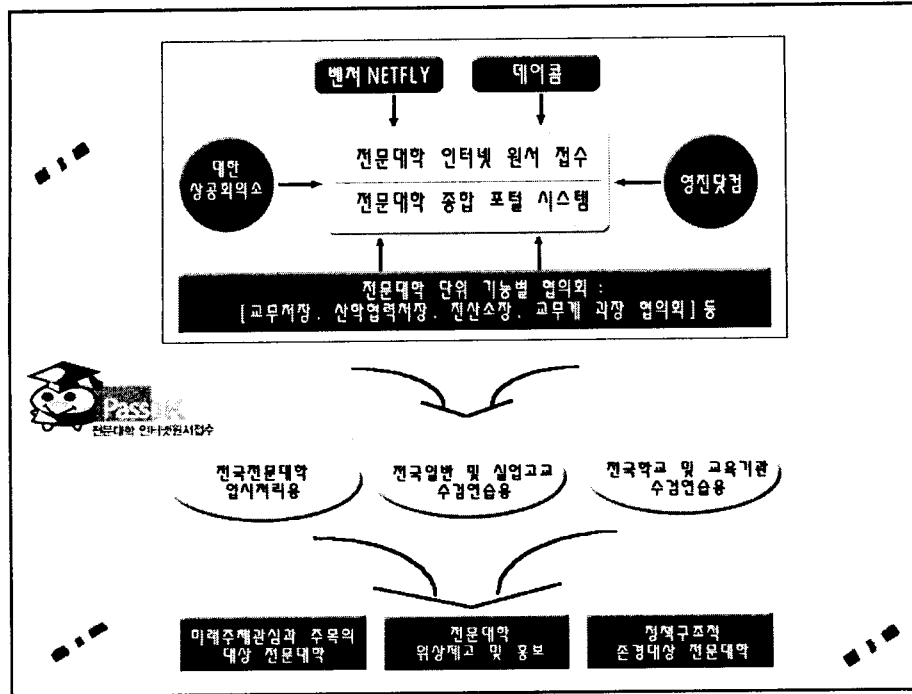 벤처 NETFLY
데이콤
대한
상공회의소
전문대학 인터넷 원서 접수
전문대학 종합 포털 시스템
영진닷컴
전문대학 단위 기능별 협의회 :
[교무처장, 산학협력처장, 전산소장, 교무계 과장 협의회] 등
Pass
전문대학 인터넷원서접수
전국전문대학
입시처리용
전국일반 및 실업고교
수검연습용
전국학교 및 교육기관
수검연습용
미래주체관심과 주목의
대상 전문대학
전문대학
위상제고 및 홍보
정책구조적
존경대상 전문대학